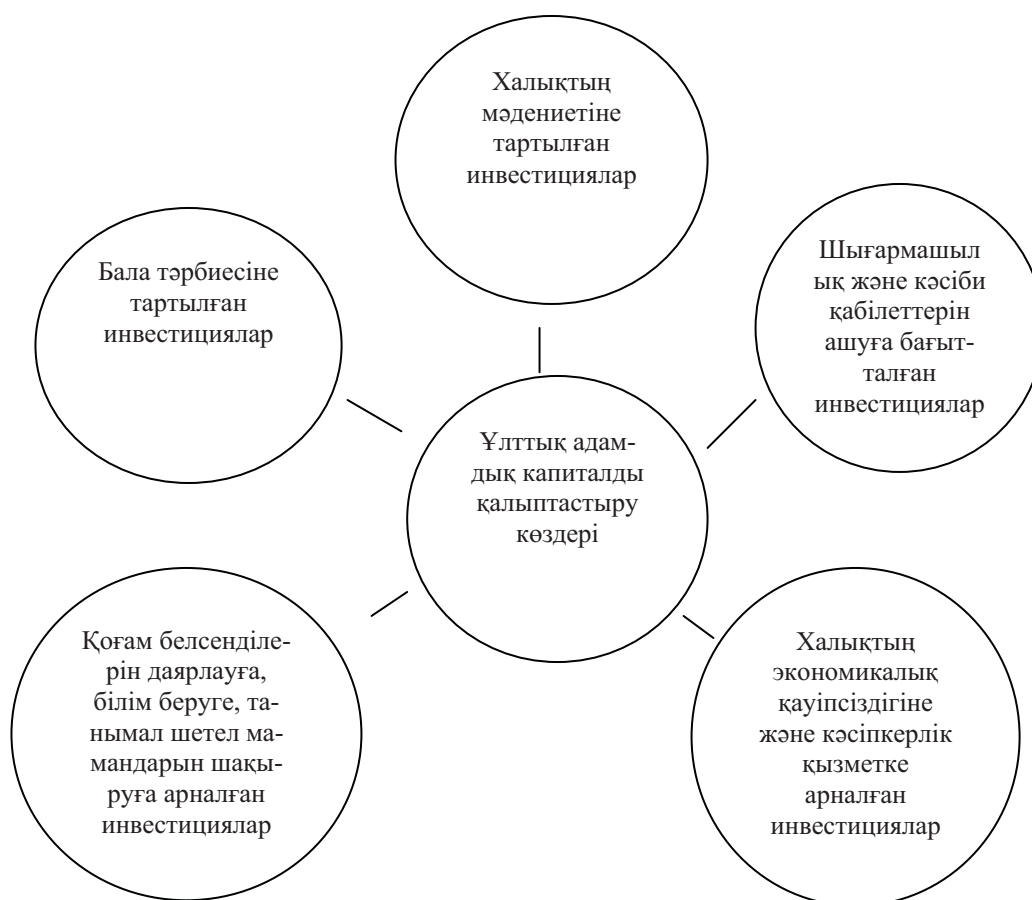 Халықтың
мәдениетіне
тартылған
инвестициялар
Бала тәрбиесіне
тартылған
инвестициялар
Шығармашыл
ық және кәсіби
қабілеттерін
ашуға бағыт-
талған
инвестициялар
Ұлттық адам-
дық капиталды
қалыптастыру
көздері
Қоғам белсенділе-
рін даярлауға,
білім беруге, та-
нымал шетел ма-
мандарын шақы-
руға арналған
инвестициялар
Халықтың
экономикалық
қауіпсіздігіне
және кәсіпкерлік
қызметке
арналған
инвестициялар